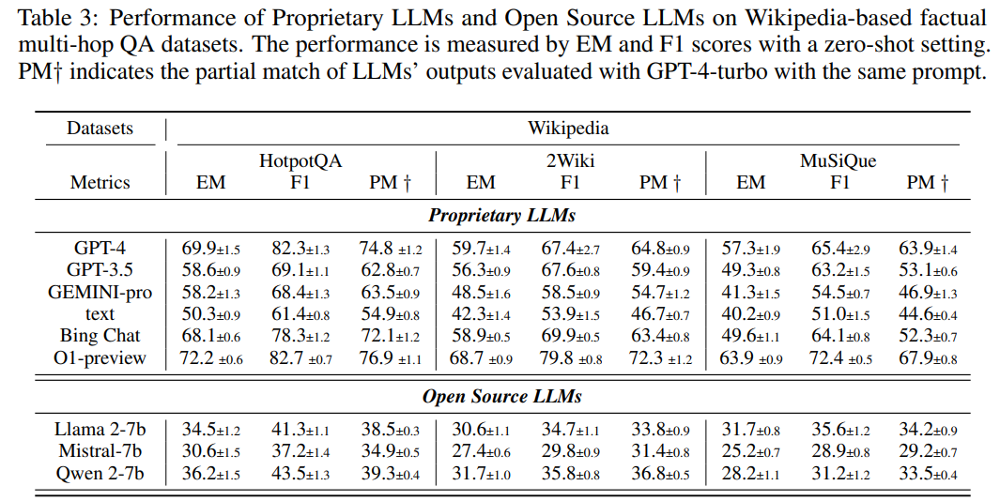 Table 3: Performance of Proprietary LLMs and Open Source LLMs on Wikipedia-based factual
multi-hop QA datasets. The performance is measured by EM and F1 scores with a zero-shot setting.
PM† indicates the partial match of LLMs' outputs evaluated with GPT-4-turbo with the same prompt.
Datasets Wikipedia
HotpotQA 2Wiki MuSiQue
Metrics EM F1 PM † EM F1 PM † EM F1 PM †
Proprietary LLMs
GPT-4 69.9±1.5 82.3±1.3 74.8 ±1.2 59.7±1.4 67.4±2.7 64.8±0.9 57.3±1.9 65.4±2.9 63.9±1.4
GPT-3.5 58.6±0.9 69.1±1.1 62.8±0.7 56.3±0.9 67.6±0.8 59.4±0.9 49.3±0.8 63.2±1.5 53.1±0.6
GEMINI-pro 58.2±1.3 68.4±1.3 63.5±0.9 48.5±1.6 58.5±0.9 54.7±1.2 41.3±1.5 54.5±0.7 46.9±1.3
text 50.3±0.9 61.4±0.8 54.9±0.8 42.3±1.4 53.9±1.5 46.7±0.7 40.2±0.9 51.0±1.5 44.6±0.4
Bing Chat 68.1±0.6 78.3±1.2 72.1±1.2 58.9±0.5 69.9±0.5 63.4±0.8 49.6±1.1 64.1±0.8 52.3±0.7
O1-preview 72.2 ±0.6 82.7 ±0.7 76.9 ±1.1 68.7 ±0.9 79.8 ±0.8 72.3 ±1.2 63.9 ±0.9 72.4 ±0.5 67.9±0.8
Open Source LLMs
Llama 2-7b 34.5±1.2 41.3±1.1 38.5±0.3 30.6±1.1 34.7±1.1 33.8±0.9 31.7±0.8 35.6±1.2 34.2±0.9
Mistral-7b 30.6±1.5 37.2±1.4 34.9±0.5 27.4±0.6 29.8±0.9 31.4±0.8 25.2±0.7 28.9±0.8 29.2±0.7
Qwen 2-7b 36.2±1.5 43.5±1.3 39.3±0.4 31.7±1.0 35.8±0.8 36.8±0.5 28.2±1.1 31.2±1.2 33.5±0.4